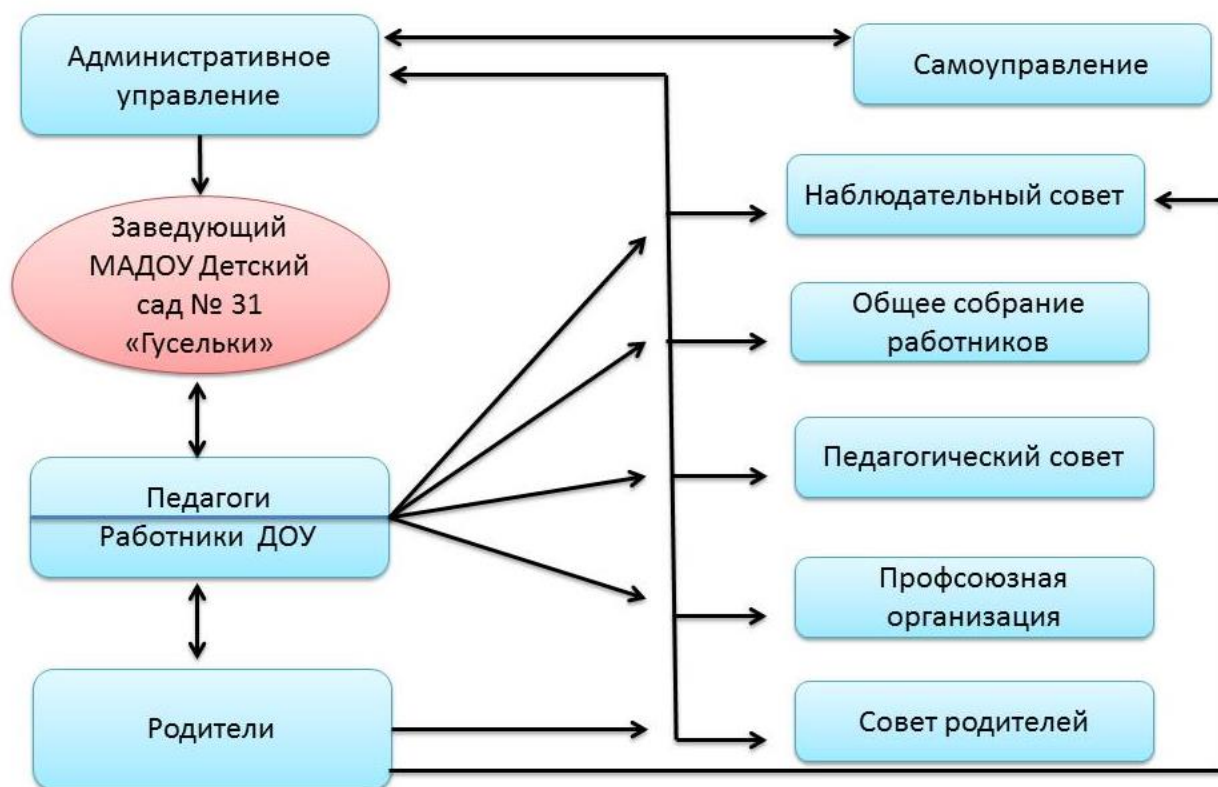 Административное
управление
Самоуправление
Заведующий
МАДОУ Детский
сад № 31
«Гусельки»
Наблюдательный совет
Общее собрание
работников
Педагоги
Работники ДОУ
Педагогический совет
Профсоюзная
организация
Родители
Совет родителей